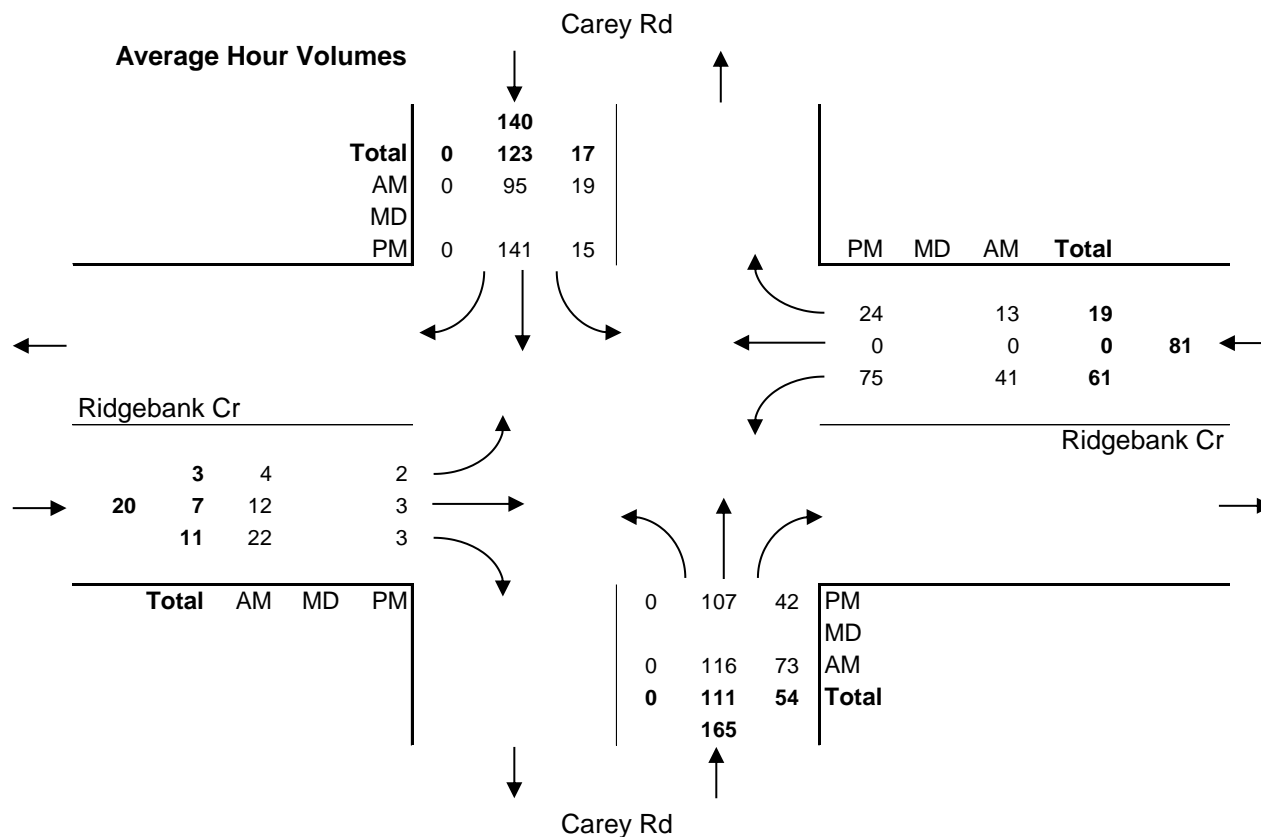 Carey Rd
Average Hour Volumes
140
Total 0 123 17
AM 0 95 19
MD
PM 0 141 15
PM MD AM Total
24 13 19
0 0 0 81
75 41 61
Ridgebank Cr
Ridgebank Cr
3 4 2
20 7 12 3
11 22 3
Total AM MD PM
0 107 42 PM
MD
0 116 73 AM
0 111 54 Total
165
Carey Rd